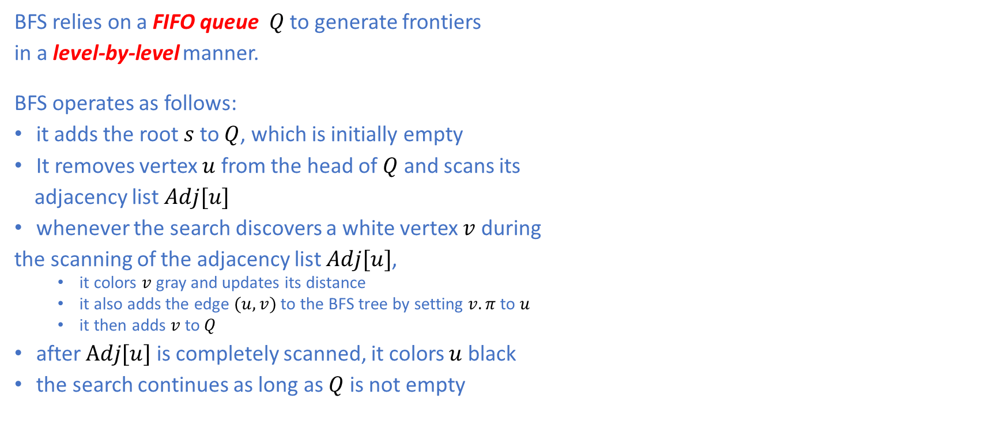 BFS relies on a FIFO queue Q to generate frontiers
in a level-by-level manner.
BFS operates as follows:
• it adds the root s to Q, which is initially empty
• It removes vertex u from the head of Q and scans its
adjacency list Adj[u]
• whenever the search discovers a white vertex v during
the scanning of the adjacency list Adj[u],
• it colors v gray and updates its distance
• it also adds the edge (u, v) to the BFS tree by setting v. π to u
• it then adds v to Q
• after Adj[u] is completely scanned, it colors u black
• the search continues as long as Q is not empty